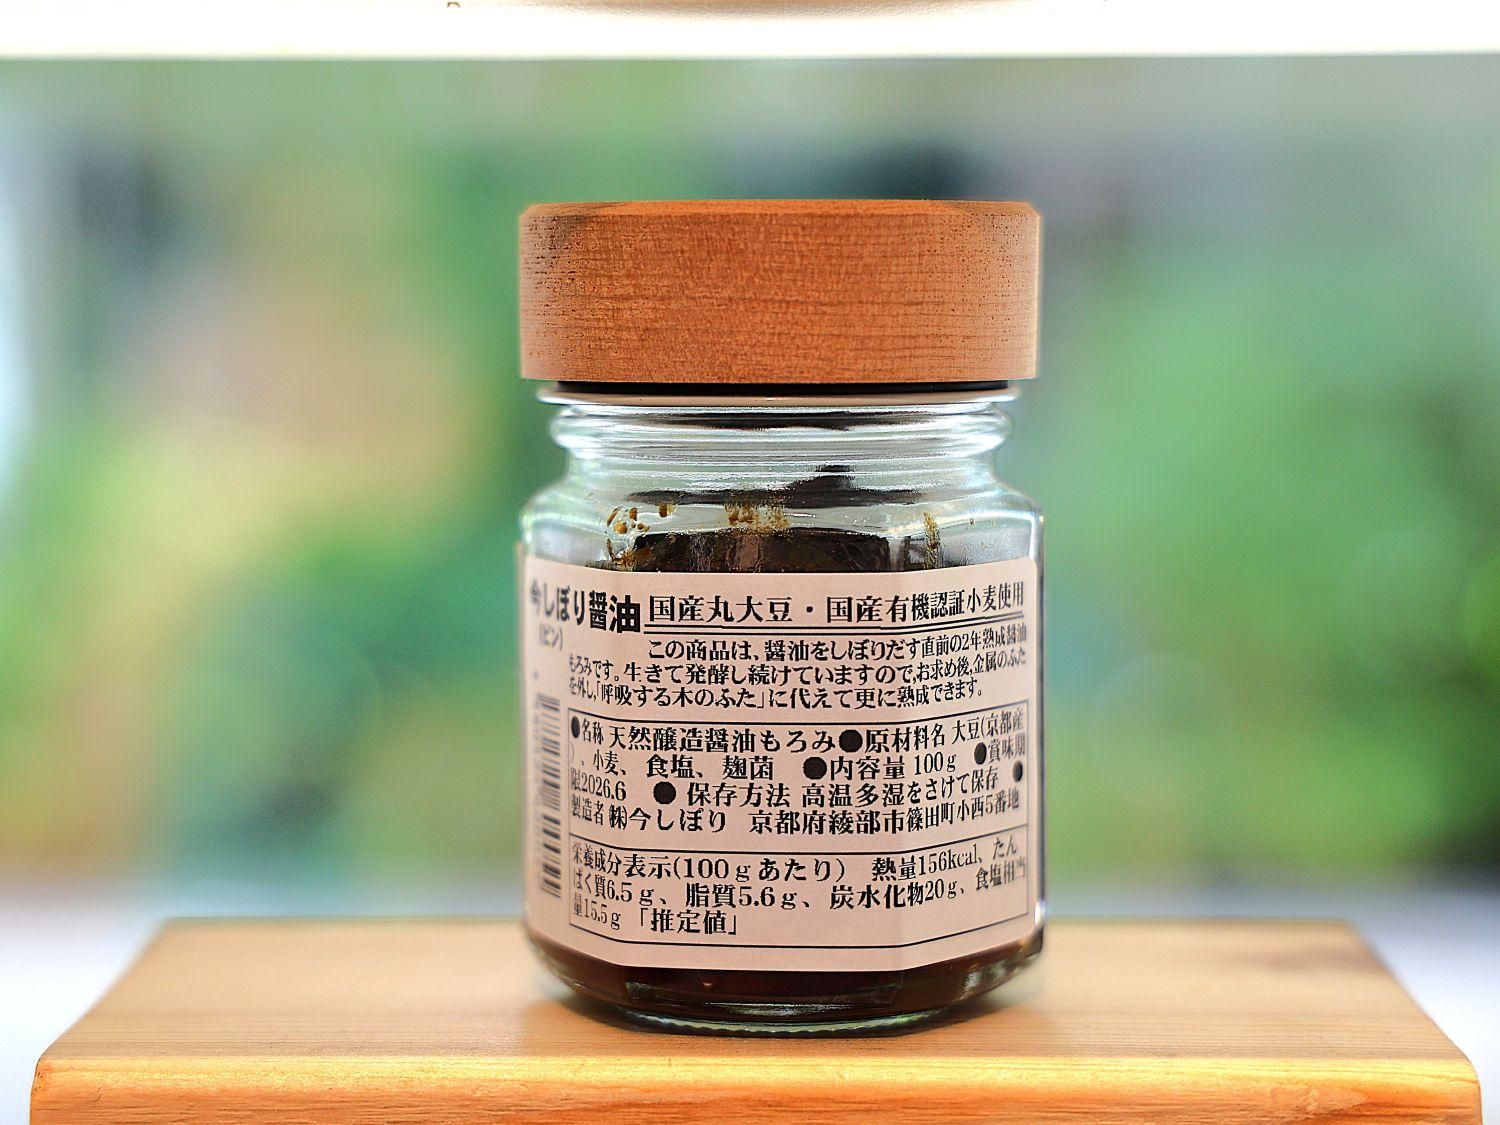 今しぼり醤油 国産丸大豆・国産有機認証小麦使用
(ビン)
この商品は、醤油をしぼりだす直前の2年熟成醤油
もろみです。生きて発酵し続けていますので、お求め後、金属のふた
を外し、「呼吸する木のふた」に代えて更に熟成できます。
●名称 天然醸造醤油もろみ●原材料名 大豆(京都産
)、小麦、食塩、麹菌 ●内容量 100g ●賞味期
限2026.6 ●保存方法 高温多湿をさけて保存 ●
製造者 ㈱今しぼり 京都府綾部市篠田町小西5番地
栄養成分表示(100gあたり) 熱量156kcal、たん
ぱく質6.5g、脂質5.6g、炭水化物20g、食塩相当
量15.5g「推定値」